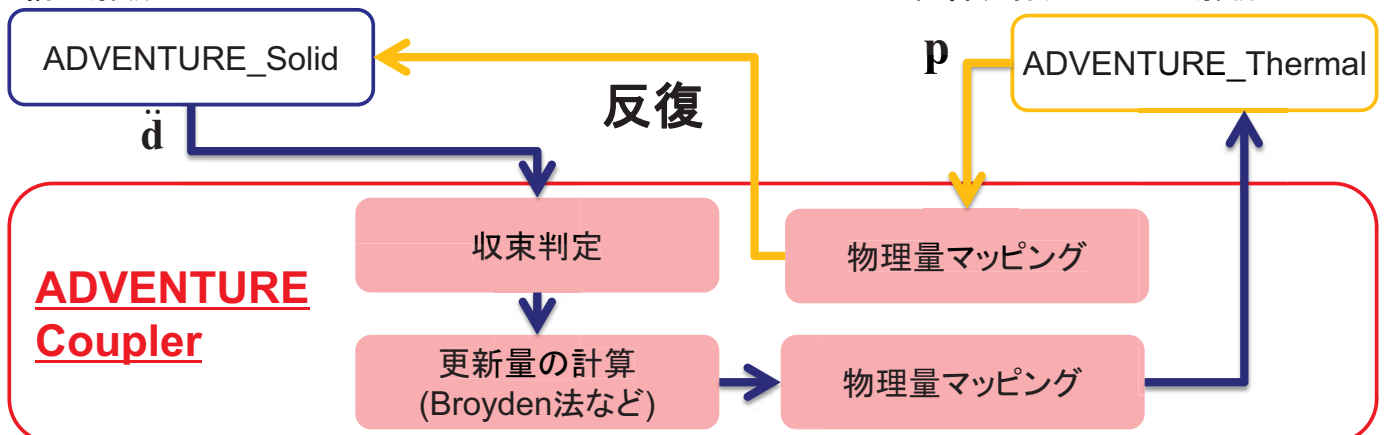 ADVENTURE_Solid
p
ADVENTURE_Thermal
反復
d̈
収束判定
物理量マッピング
ADVENTURE
Coupler
更新量の計算
(Broyden法など)
物理量マッピング